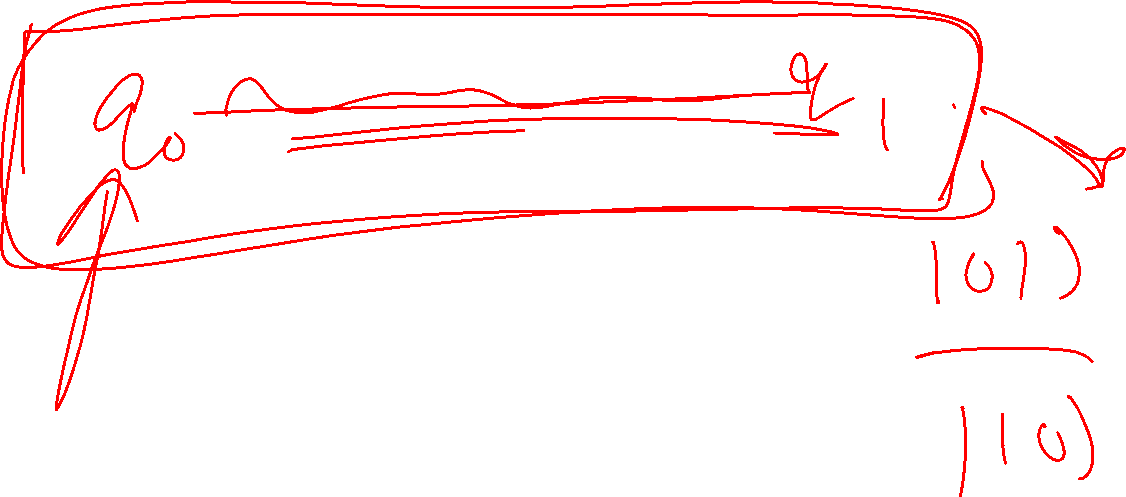 q₀ q₁
|01⟩
|10⟩